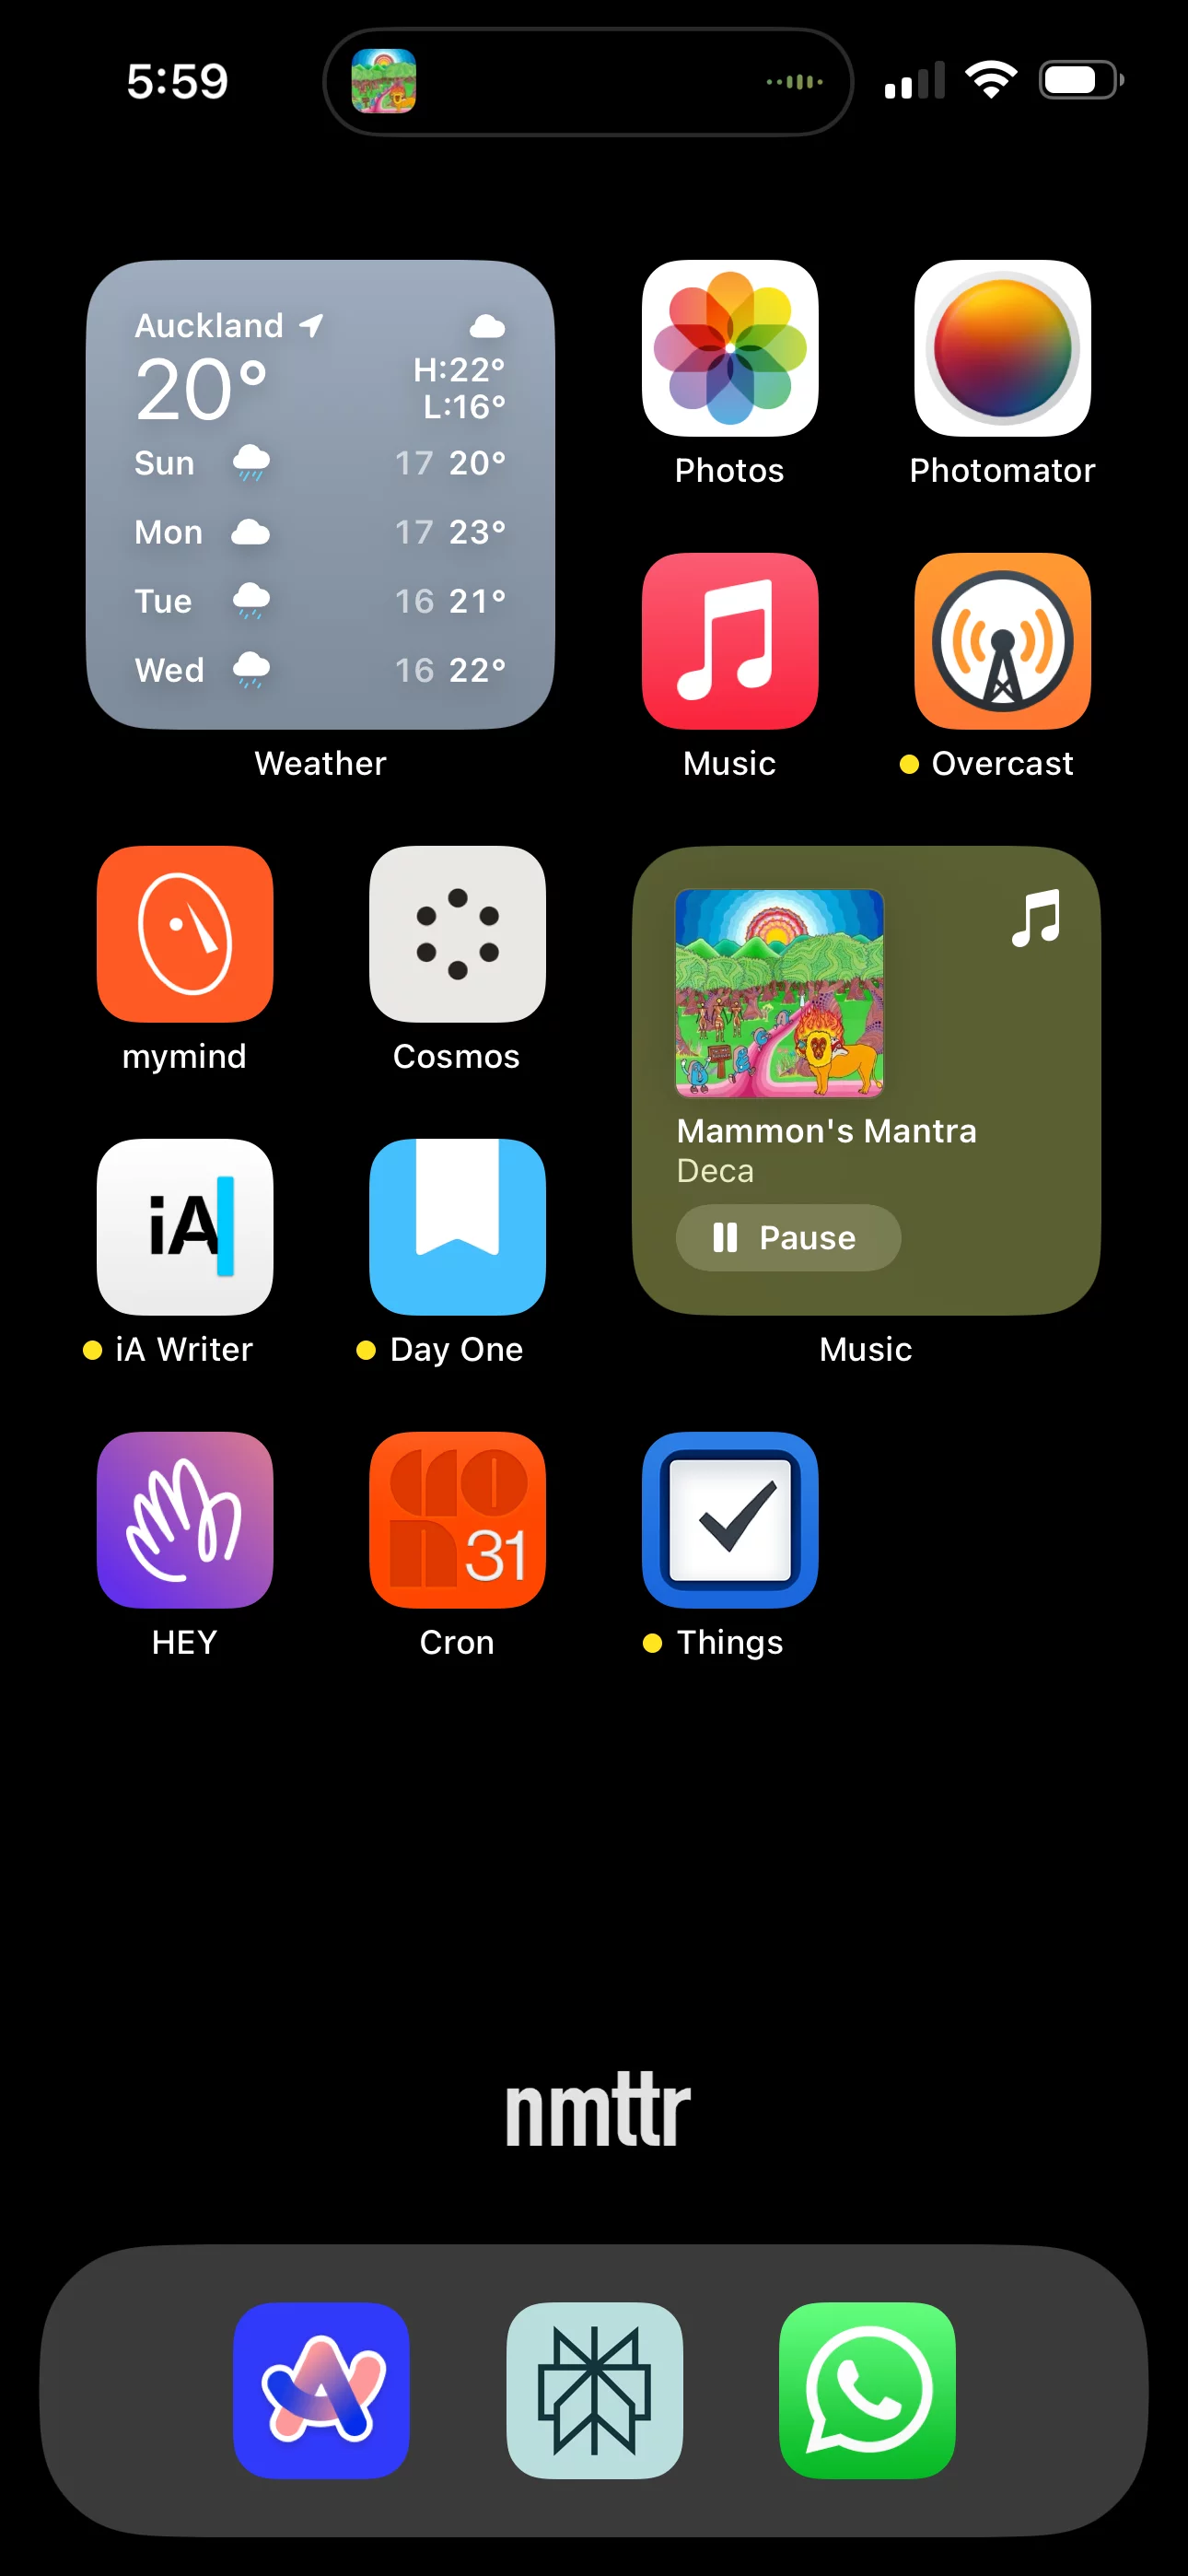 5:59
Auckland
20°
H:22°
L:16°
Sun 17 20°
Mon 17 23°
Tue 16 21°
Wed 16 22°
Weather
Photos
Photomator
Music
Overcast
mymind
Cosmos
Mammon's Mantra
Deca
Pause
iA
iA Writer
Day One
Music
CRON
31
HEY
Cron
Things
nmttr